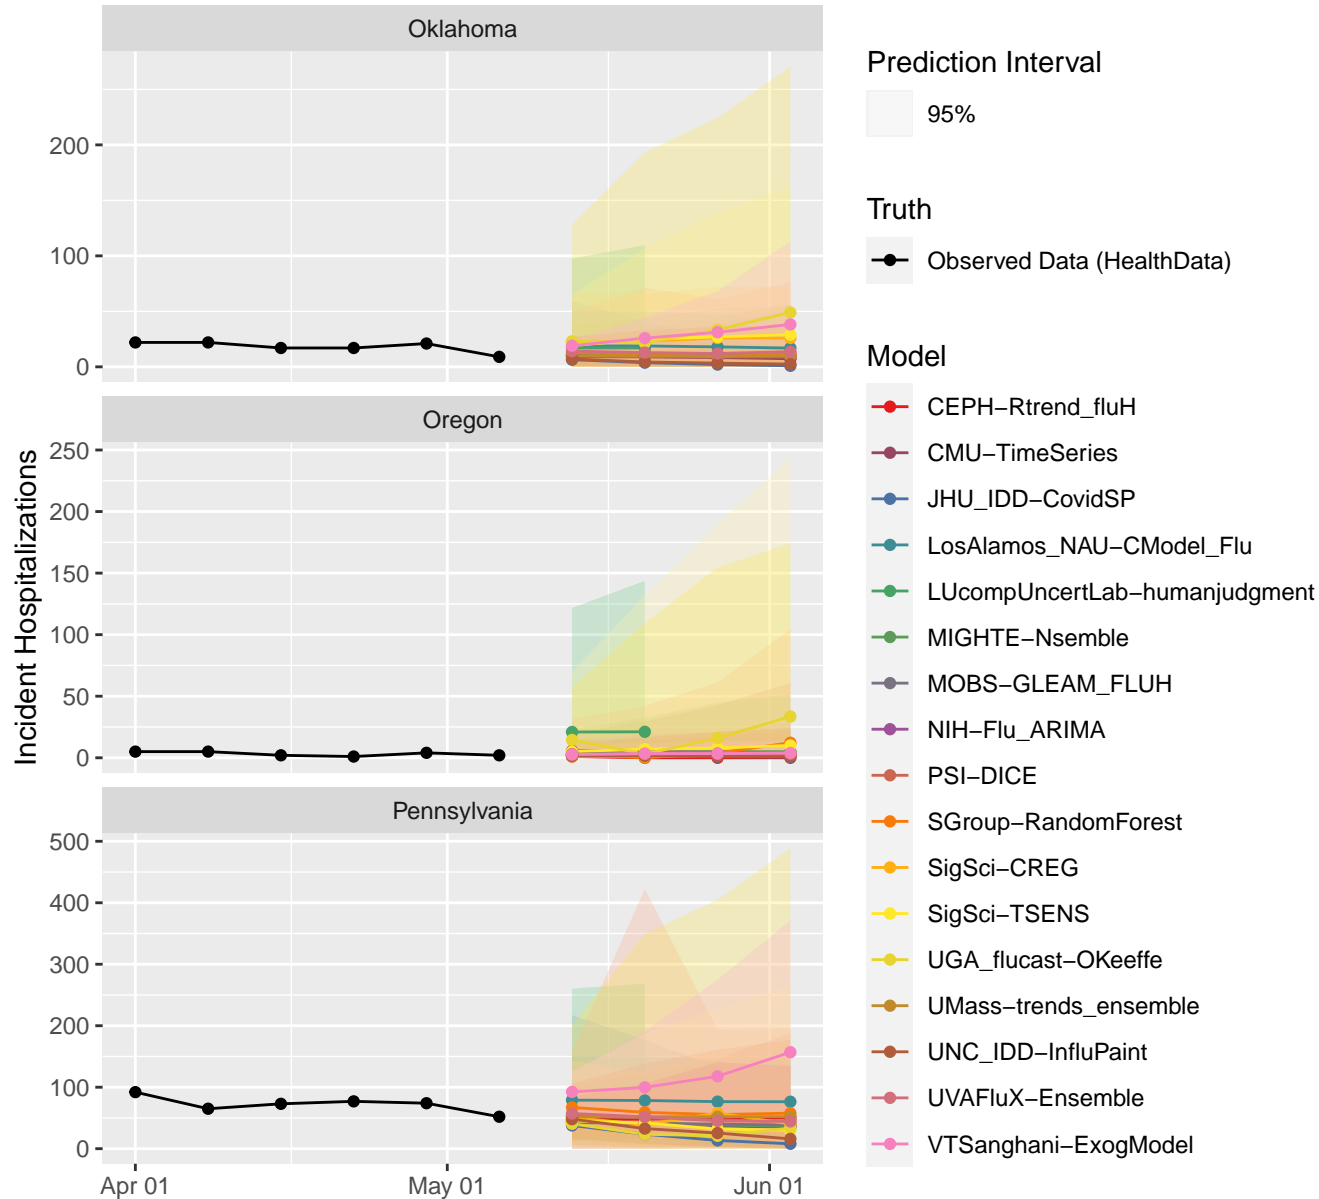 Oklahoma
200
100
0
Oregon
250
200
150
100
50
0
Pennsylvania
500
400
300
200
100
0
Apr 01
May 01
Jun 01
Incident Hospitalizations
Prediction Interval
95%
Truth
Observed Data (HealthData)
Model
CEPH−Rtrend_fluH
CMU−TimeSeries
JHU_IDD−CovidSP
LosAlamos_NAU−CModel_Flu
LUcompUncertLab−humanjudgment
MIGHTE−Nsemble
MOBS−GLEAM_FLUH
NIH−Flu_ARIMA
PSI−DICE
SGroup−RandomForest
SigSci−CREG
SigSci−TSENS
UGA_flucast−OKeeffe
UMass−trends_ensemble
UNC_IDD−InfluPaint
UVAFluX−Ensemble
VTSanghani−ExogModel